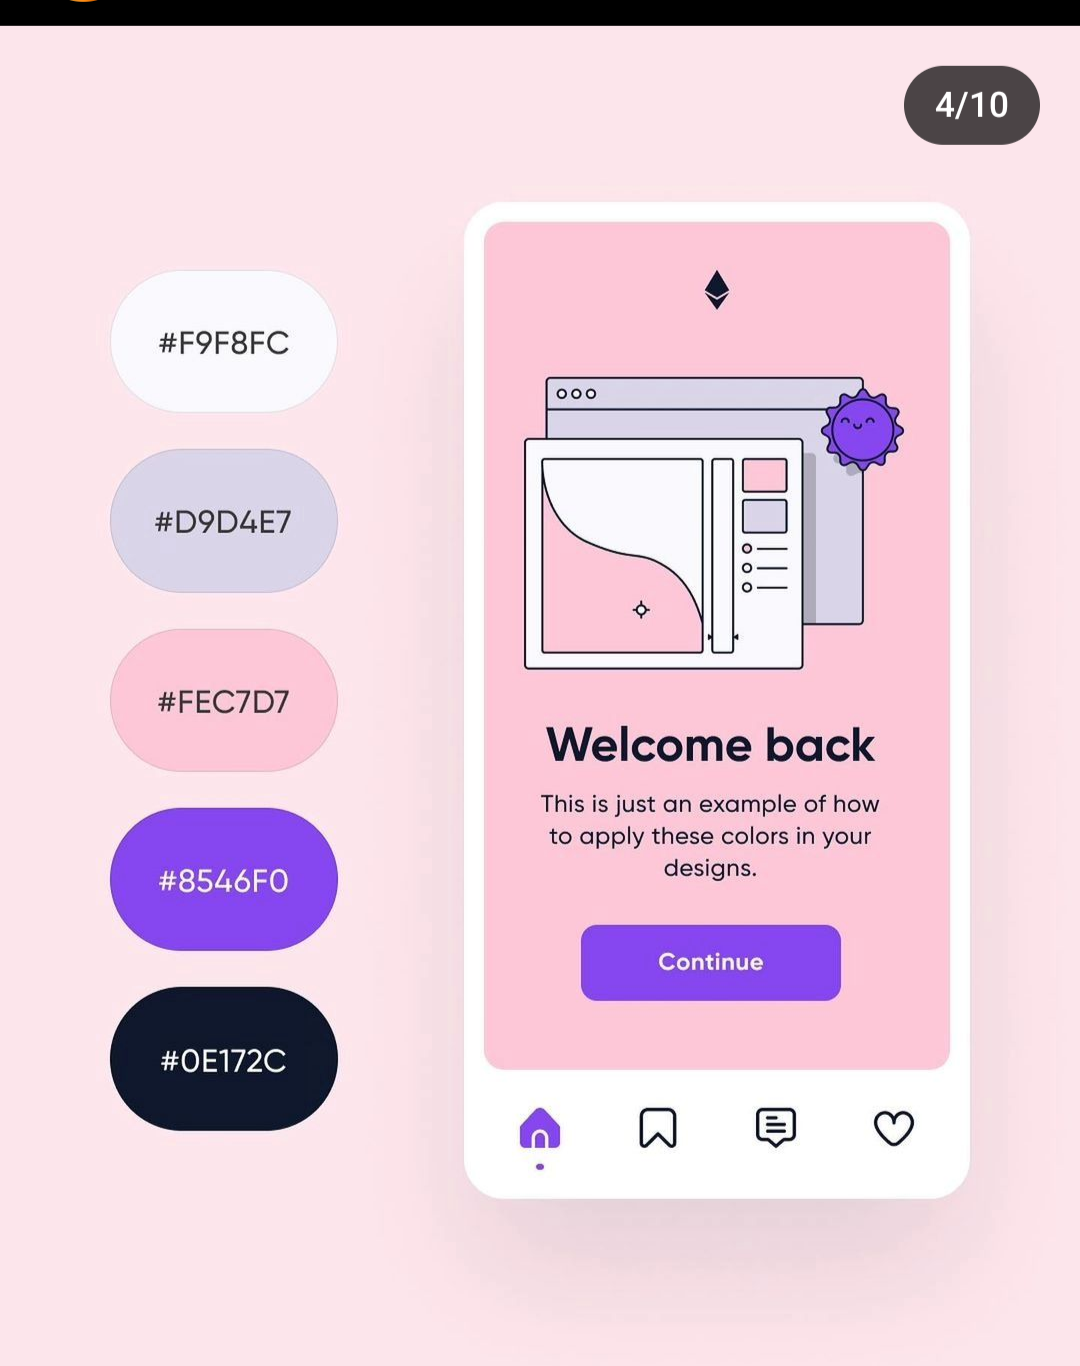 4/10
#F9F8FC
#D9D4E7
#FEC7D7
#8546F0
#0E172C
Welcome back
This is just an example of how
to apply these colors in your
designs.
Continue